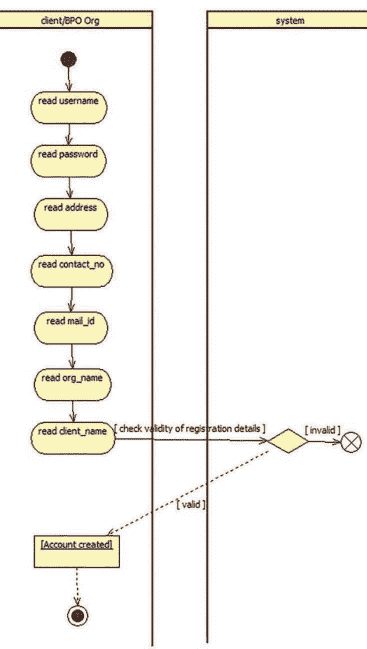 client/BPO Org
system
read username
read password
read address
read contact_no
read mail_id
read org_name
read client_name
[ check validity of registration details ]
[ invalid ]
[ valid ]
[Account created]